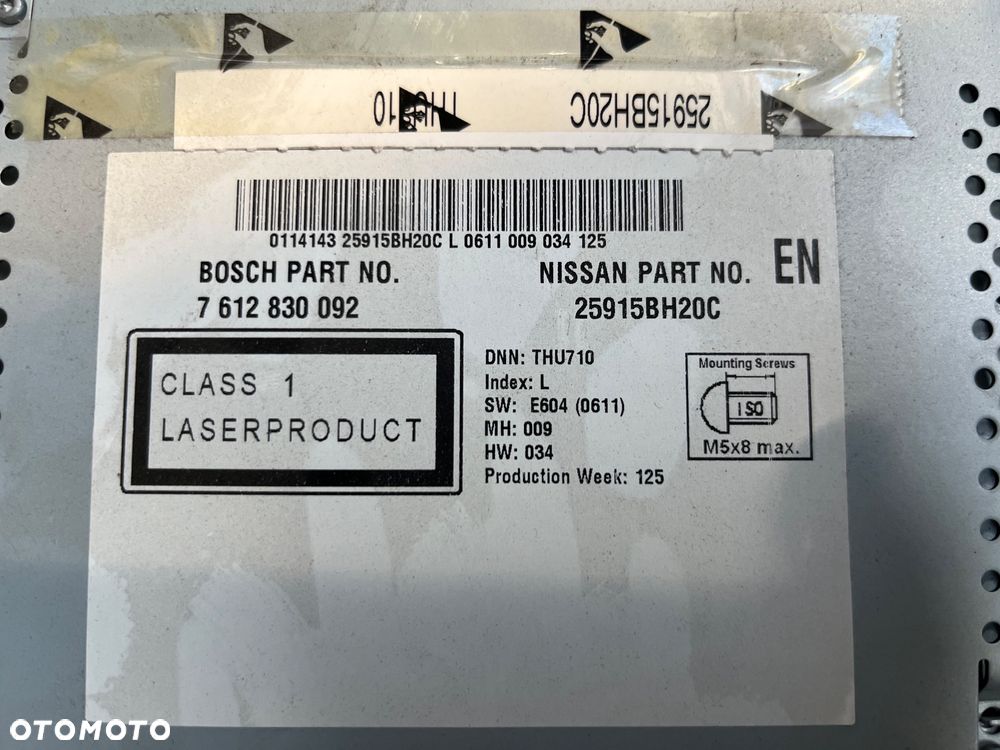 25915BH20C
0114143 25915BH20C L 0611 009 034 125
BOSCH PART NO.
7 612 830 092
NISSAN PART NO.
25915BH20C
EN
CLASS 1
LASERPRODUCT
DNN: THU710
Index: L
SW: E604 (0611)
MH: 009
HW: 034
Production Week: 125
Mounting Screws
ISO
M5x8 max.
OTOMOTO